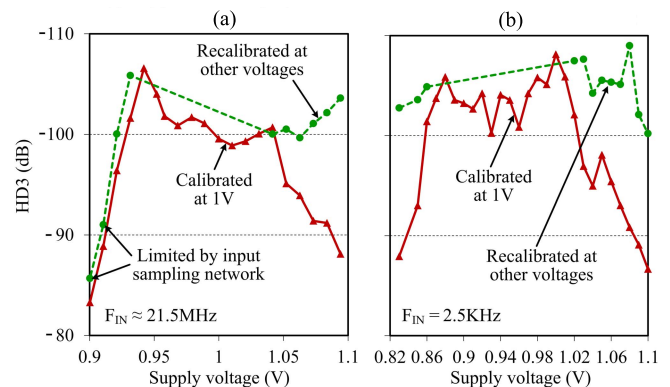 (a)
(b)
-110
-100
-90
-80
HD3 (dB)
Recalibrated at
other voltages
Calibrated
at 1V
Limited by input
sampling network
F_IN ≈ 21.5MHz
0.9 0.95 1 1.05 1.1
Supply voltage (V)
Calibrated
at 1V
Recalibrated at
other voltages
F_IN = 2.5KHz
0.82 0.86 0.9 0.94 0.98 1.02 1.06 1.1
Supply voltage (V)